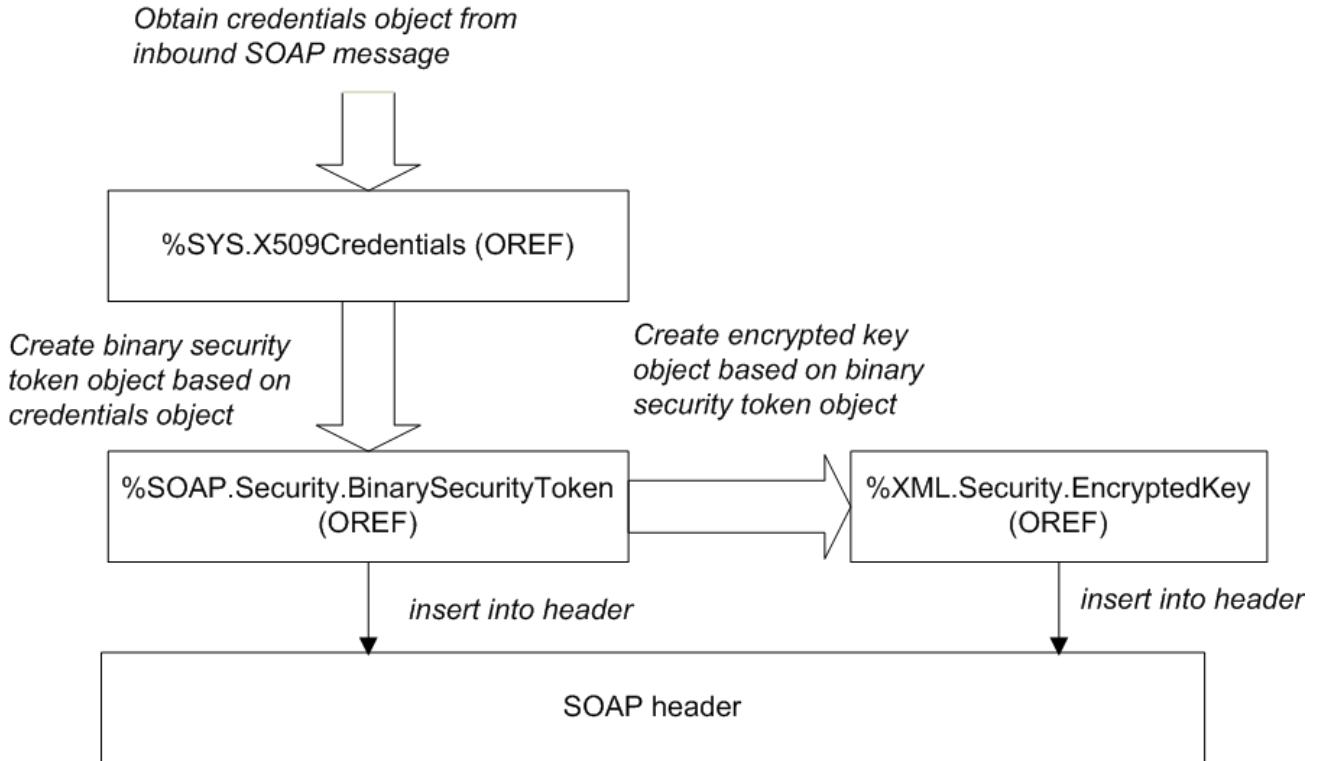 Obtain credentials object from
inbound SOAP message
%SYS.X509Credentials (OREF)
Create binary security
token object based on
credentials object
Create encrypted key
object based on binary
security token object
%SOAP.Security.BinarySecurityToken
(OREF)
%XML.Security.EncryptedKey
(OREF)
insert into header
insert into header
SOAP header